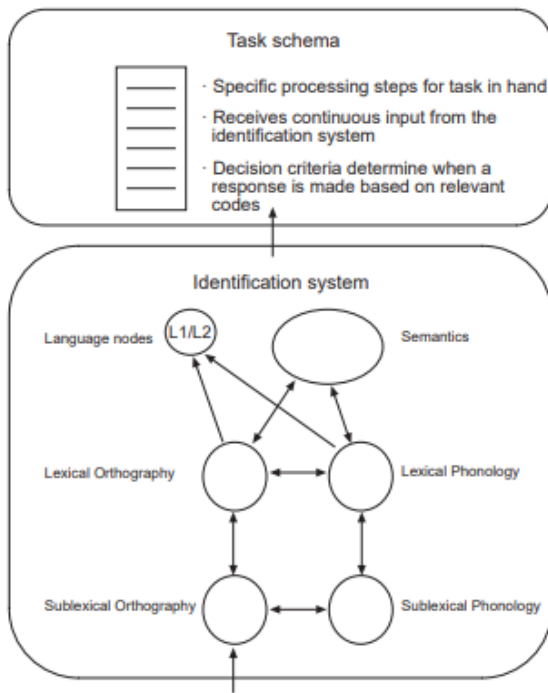 Task schema
· Specific processing steps for task in hand
· Receives continuous input from the
identification system
· Decision criteria determine when a
response is made based on relevant
codes
Identification system
Language nodes
L1/L2
Semantics
Lexical Orthography
Lexical Phonology
Sublexical Orthography
Sublexical Phonology